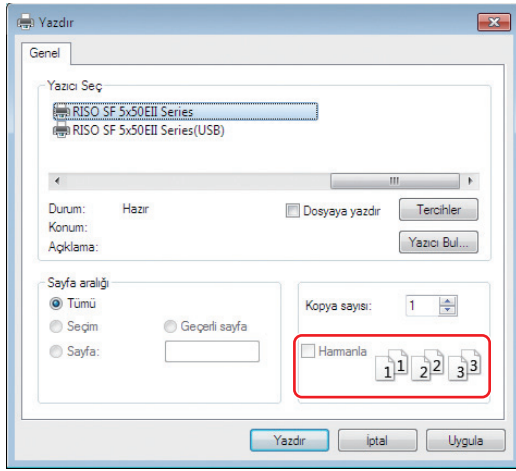 Yazdır
Genel
Yazıcı Seç
RISO SF 5x50EII Series
RISO SF 5x50EII Series(USB)
Durum: Hazır
Dosyaya yazdır Tercihler
Konum:
Açıklama:
Yazıcı Bul...
Sayfa aralığı
Tümü
Seçim Geçerli sayfa
Sayfa:
Kopya sayısı: 1
Harmanla
1 1 2 2 3 3
Yazdır İptal Uygula